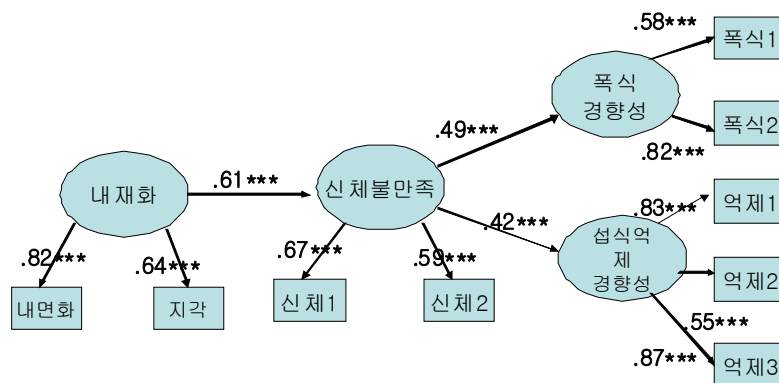 .58***
폭식1
폭식
경향성
.49***
폭식2
.82***
내재화
.61***
신체불만족
.42***
.83***
억제1
섭식억
제
경향성
억제2
.82***
.64***
.67***
.59***
내면화
지각
신체1
신체2
.55***
.87***
억제3